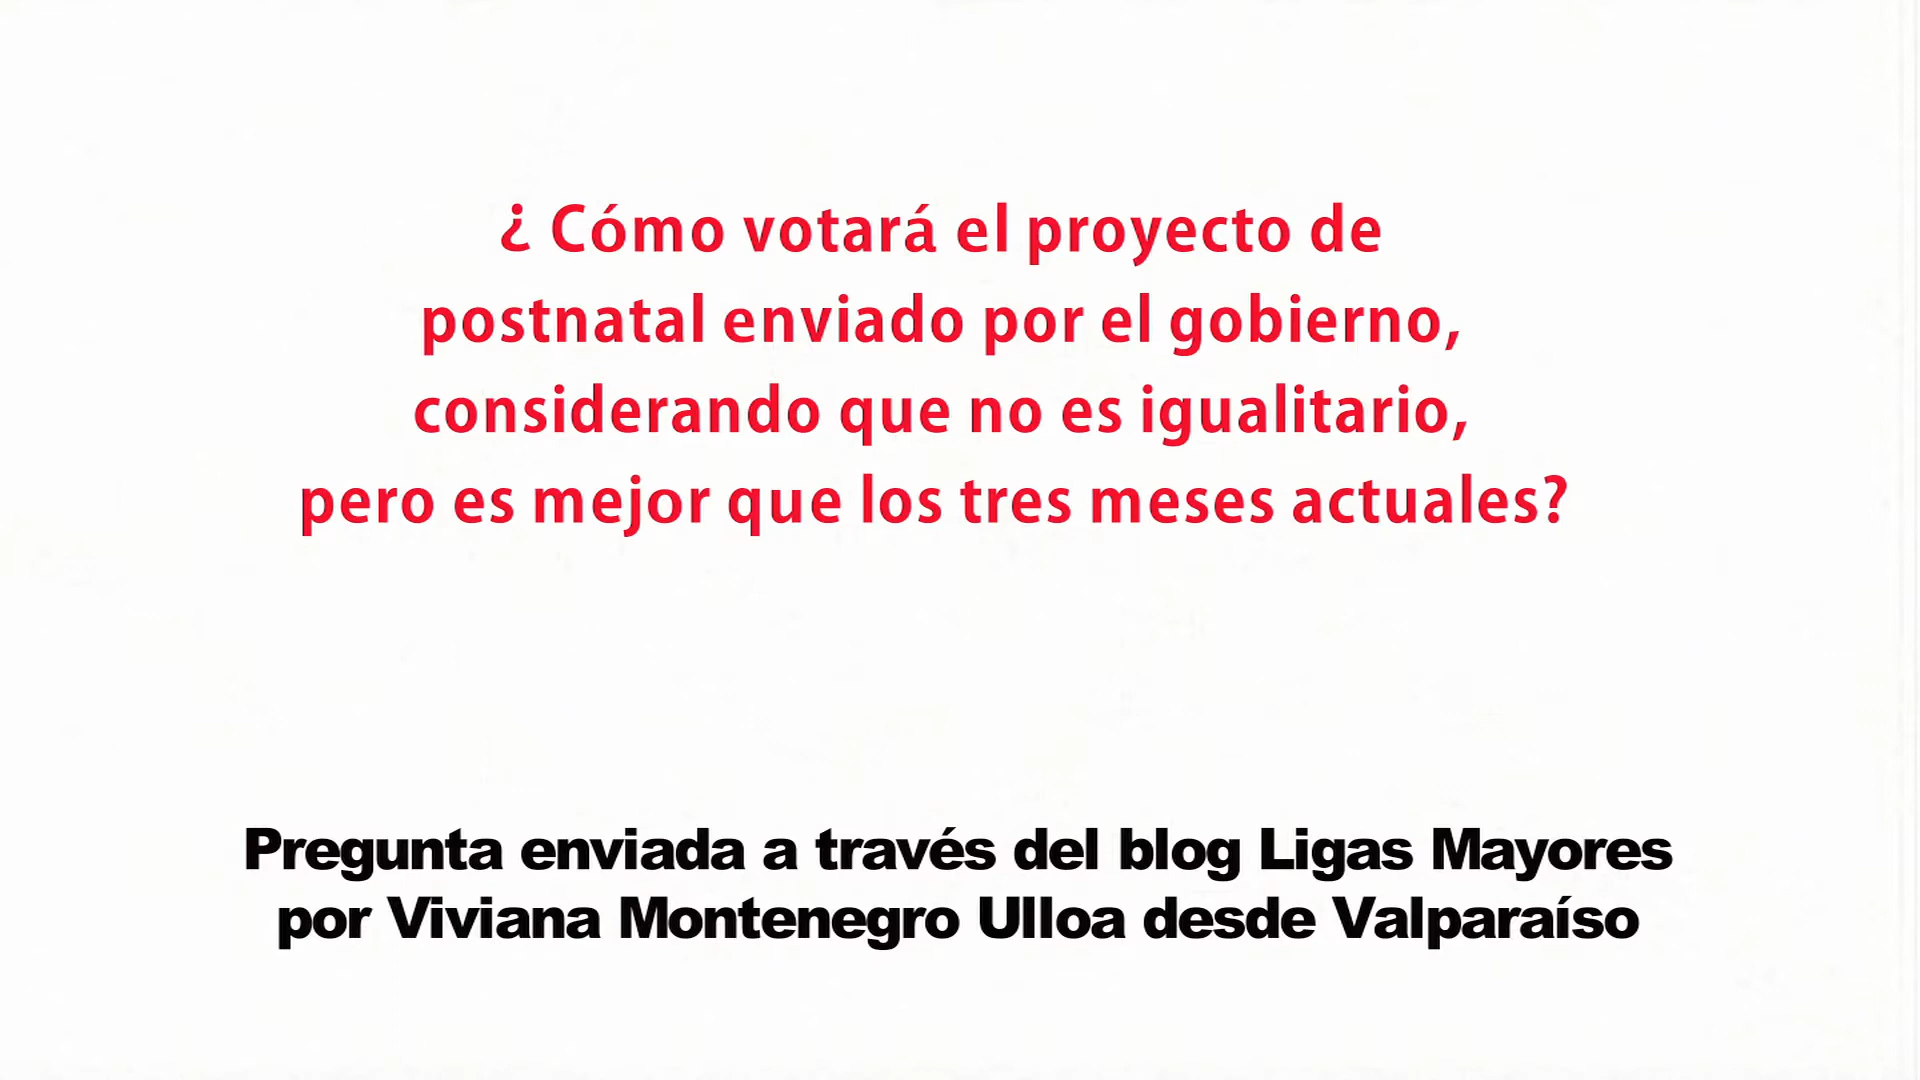 ¿ Cómo votará el proyecto de
postnatal enviado por el gobierno,
considerando que no es igualitario,
pero es mejor que los tres meses actuales?
Pregunta enviada a través del blog Ligas Mayores
por Viviana Montenegro Ulloa desde Valparaíso